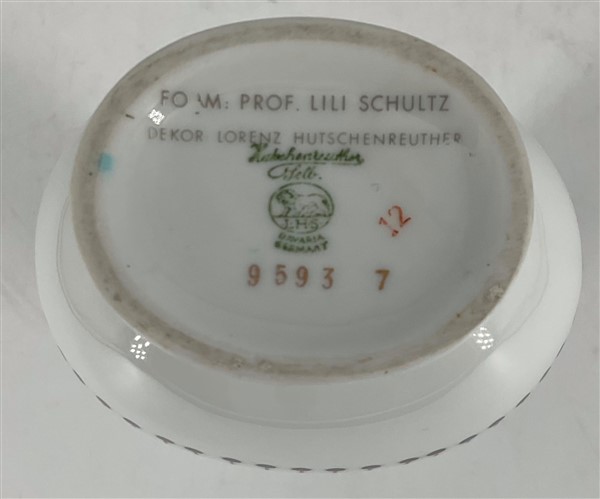 FORM: PROF. LILI SCHULTZ
DEKOR LORENZ HUTSCHENREUTHER
Hutschenreuther
Selb.
L.H.S
BAVARIA
GERMANY
12
9593 7